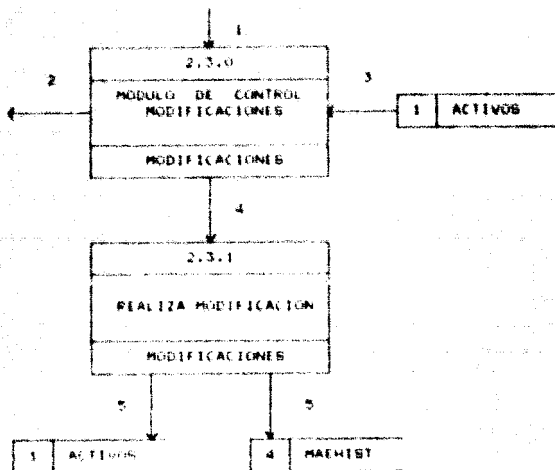 1
2.3.0
2
3
MODULO DE CONTROL
MODIFICACIONES
1 ACTIVOS
MODIFICACIONES
4
2.3.1
REALIZA MODIFICACION
MODIFICACIONES
5
5
1 ACTIVOS
4 MAEHIST